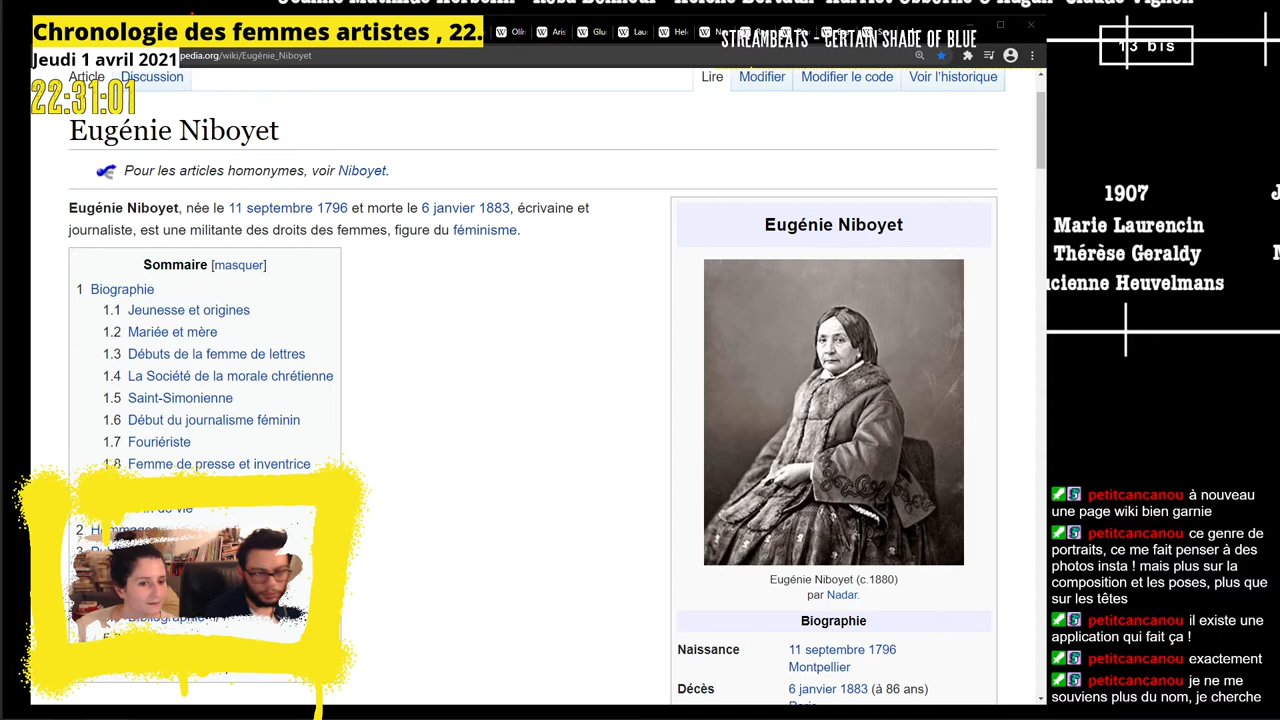 Chronologie des femmes artistes , 22.
Jeudi 1 avril 2021
22:31:01
STREAMBEATS - CERTAIN SHADE OF BLUE
pedia.org/wiki/Eugénie_Niboyet
Article Discussion Lire Modifier Modifier le code Voir l'historique
Eugénie Niboyet
Pour les articles homonymes, voir Niboyet.
Eugénie Niboyet, née le 11 septembre 1796 et morte le 6 janvier 1883, écrivaine et
journaliste, est une militante des droits des femmes, figure du féminisme.
Sommaire [masquer]
1 Biographie
1.1 Jeunesse et origines
1.2 Mariée et mère
1.3 Débuts de la femme de lettres
1.4 La Société de la morale chrétienne
1.5 Saint-Simonienne
1.6 Début du journalisme féminin
1.7 Fouriériste
1.8 Femme de presse et inventrice
de vie
2 Hommages
Eugénie Niboyet
Eugénie Niboyet (c.1880)
par Nadar.
Biographie
Naissance 11 septembre 1796
Montpellier
Décès 6 janvier 1883 (à 86 ans)
13 bis
1907
Marie Laurencin
Thérèse Geraldy
cienne Heuvelmans
petitcancanou à nouveau
une page wiki bien garnie
petitcancanou ce genre de
portraits, ce me fait penser à des
photos insta ! mais plus sur la
composition et les poses, plus que
sur les têtes
petitcancanou il existe une
application qui fait ça !
petitcancanou exactement
petitcancanou je ne me
souviens plus du nom, je cherche